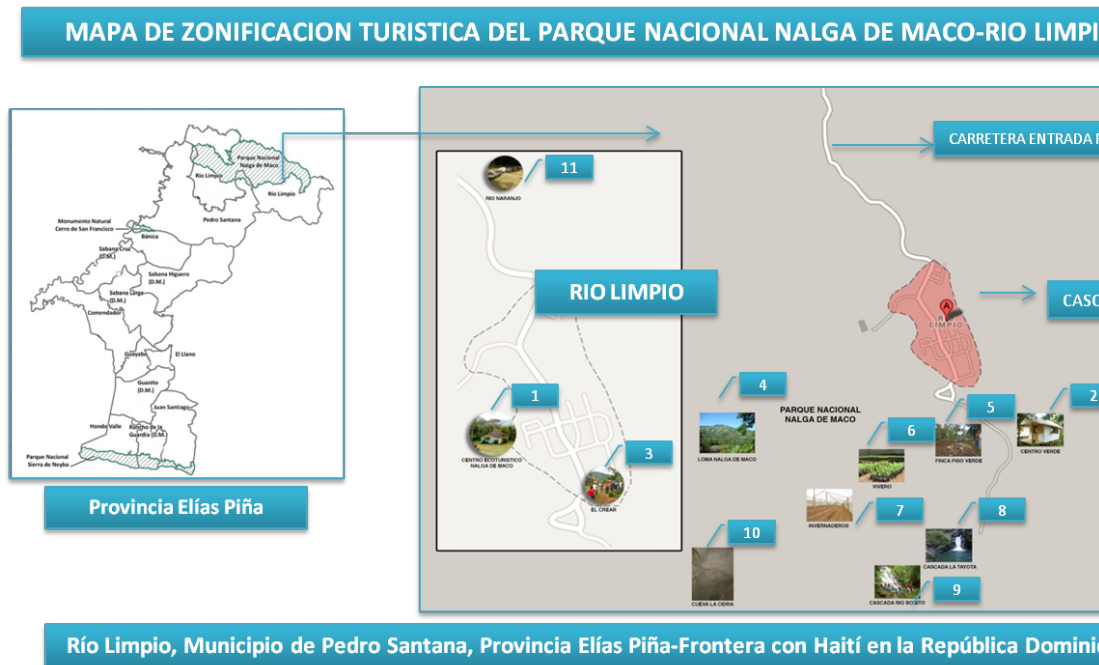 MAPA DE ZONIFICACION TURISTICA DEL PARQUE NACIONAL NALGA DE MACO-RIO LIMPI
Parque Nacional
Nalga de Maco
Río Limpio
Río Limpio
Pedro Santana
Monumento Natural
Cerro de San Francisco
Bánica
Sabana Cruz
(D.M.)
Sabana Higuero
(D.M.)
Sabana Larga
(D.M.)
Comendador
Guayabo
El Llano
Guanito
(D.M.)
Juan Santiago
Hondo Valle
Rancho de la
Guardia (D.M.)
Parque Nacional
Sierra de Neyba
Provincia Elías Piña
11
RIO NARANJO
RIO LIMPIO
1
CENTRO ECOTURISTICO
NALGA DE MACO
3
EL CREAR
CARRETERA ENTRADA
A
LIMPIO
CASC
4
LOMA NALGA DE MACO
PARQUE NACIONAL
NALGA DE MACO
5
FINCA PISO VERDE
2
CENTRO VERDE
6
VIVERO
7
INVERNADEROS
8
CASCADA LA TAYOTA
9
CASCADA RIO BONITO
10
CUEVA LA CIDRA
Río Limpio, Municipio de Pedro Santana, Provincia Elías Piña-Frontera con Haití en la República Dominic